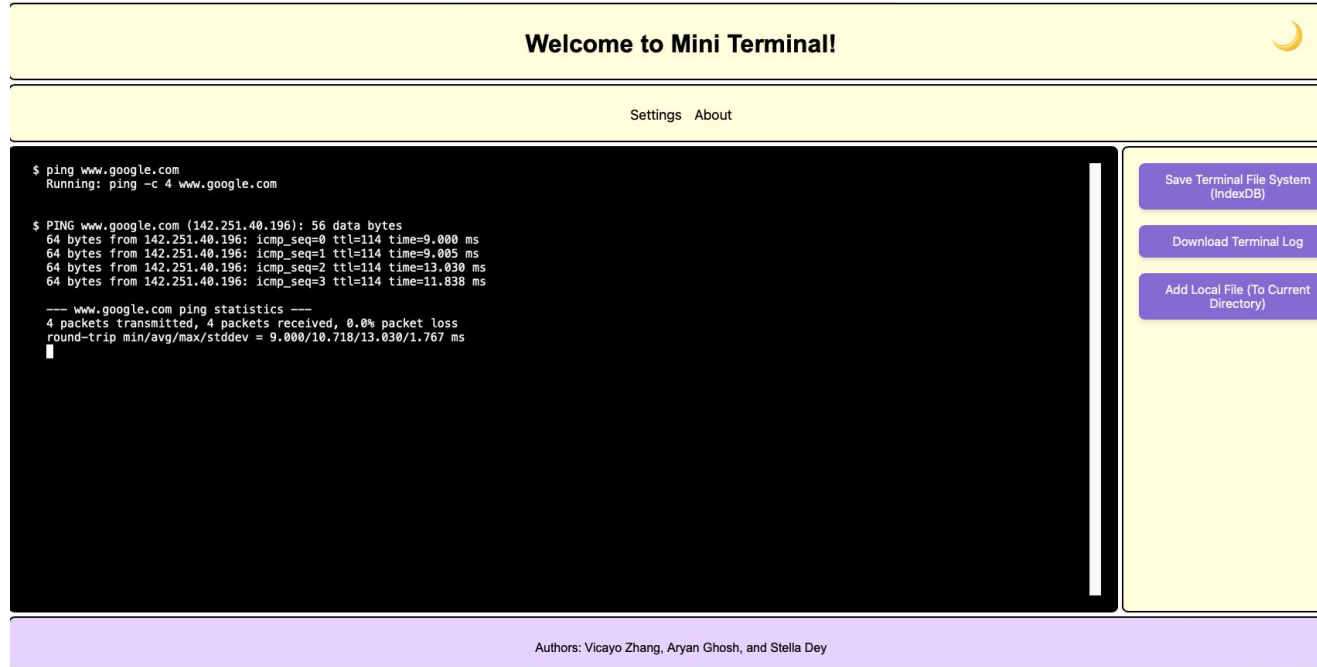 Welcome to Mini Terminal!
Settings About
$ ping www.google.com
Running: ping -c 4 www.google.com
$ PING www.google.com (142.251.40.196): 56 data bytes
64 bytes from 142.251.40.196: icmp_seq=0 ttl=114 time=9.000 ms
64 bytes from 142.251.40.196: icmp_seq=1 ttl=114 time=9.005 ms
64 bytes from 142.251.40.196: icmp_seq=2 ttl=114 time=13.030 ms
64 bytes from 142.251.40.196: icmp_seq=3 ttl=114 time=11.838 ms
--- www.google.com ping statistics ---
4 packets transmitted, 4 packets received, 0.0% packet loss
round-trip min/avg/max/stddev = 9.000/10.718/13.030/1.767 ms
Save Terminal File System
(IndexDB)
Download Terminal Log
Add Local File (To Current
Directory)
Authors: Vicayo Zhang, Aryan Ghosh, and Stella Dey